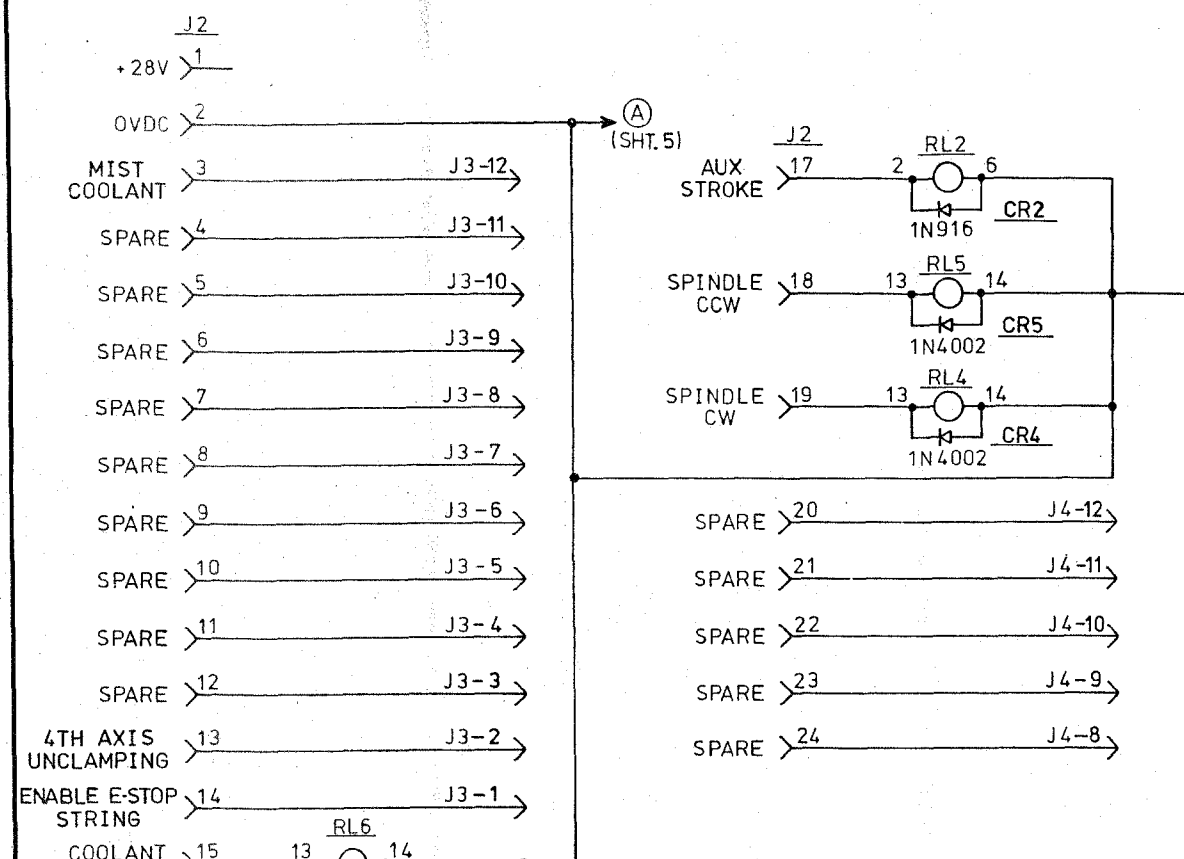 J2
+28V 1
0VDC 2
A
(SHT. 5)
MIST
COOLANT 3 J3-12
SPARE 4 J3-11
SPARE 5 J3-10
SPARE 6 J3-9
SPARE 7 J3-8
SPARE 8 J3-7
SPARE 9 J3-6
SPARE 10 J3-5
SPARE 11 J3-4
SPARE 12 J3-3
4TH AXIS
UNCLAMPING 13 J3-2
ENABLE E-STOP
STRING 14 J3-1
RL6
COOLANT 15 13 14
J2
AUX
STROKE 17 2 RL2 6
1N916 CR2
SPINDLE
CCW 18 13 RL5 14
1N4002 CR5
SPINDLE
CW 19 13 RL4 14
1N4002 CR4
SPARE 20 J4-12
SPARE 21 J4-11
SPARE 22 J4-10
SPARE 23 J4-9
SPARE 24 J4-8